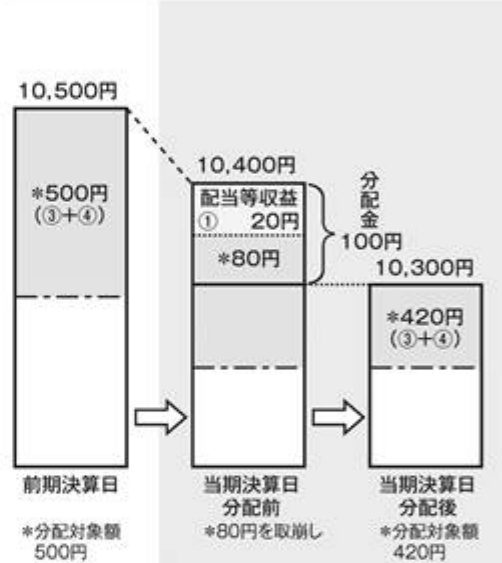 10,500円
*500円
(③+④)
前期決算日
*分配対象額
500円
10,400円
配当等収益
① 20円
*80円
分配金
100円
当期決算日
分配前
*80円を取崩し
10,300円
*420円
(③+④)
当期決算日
分配後
*分配対象額
420円